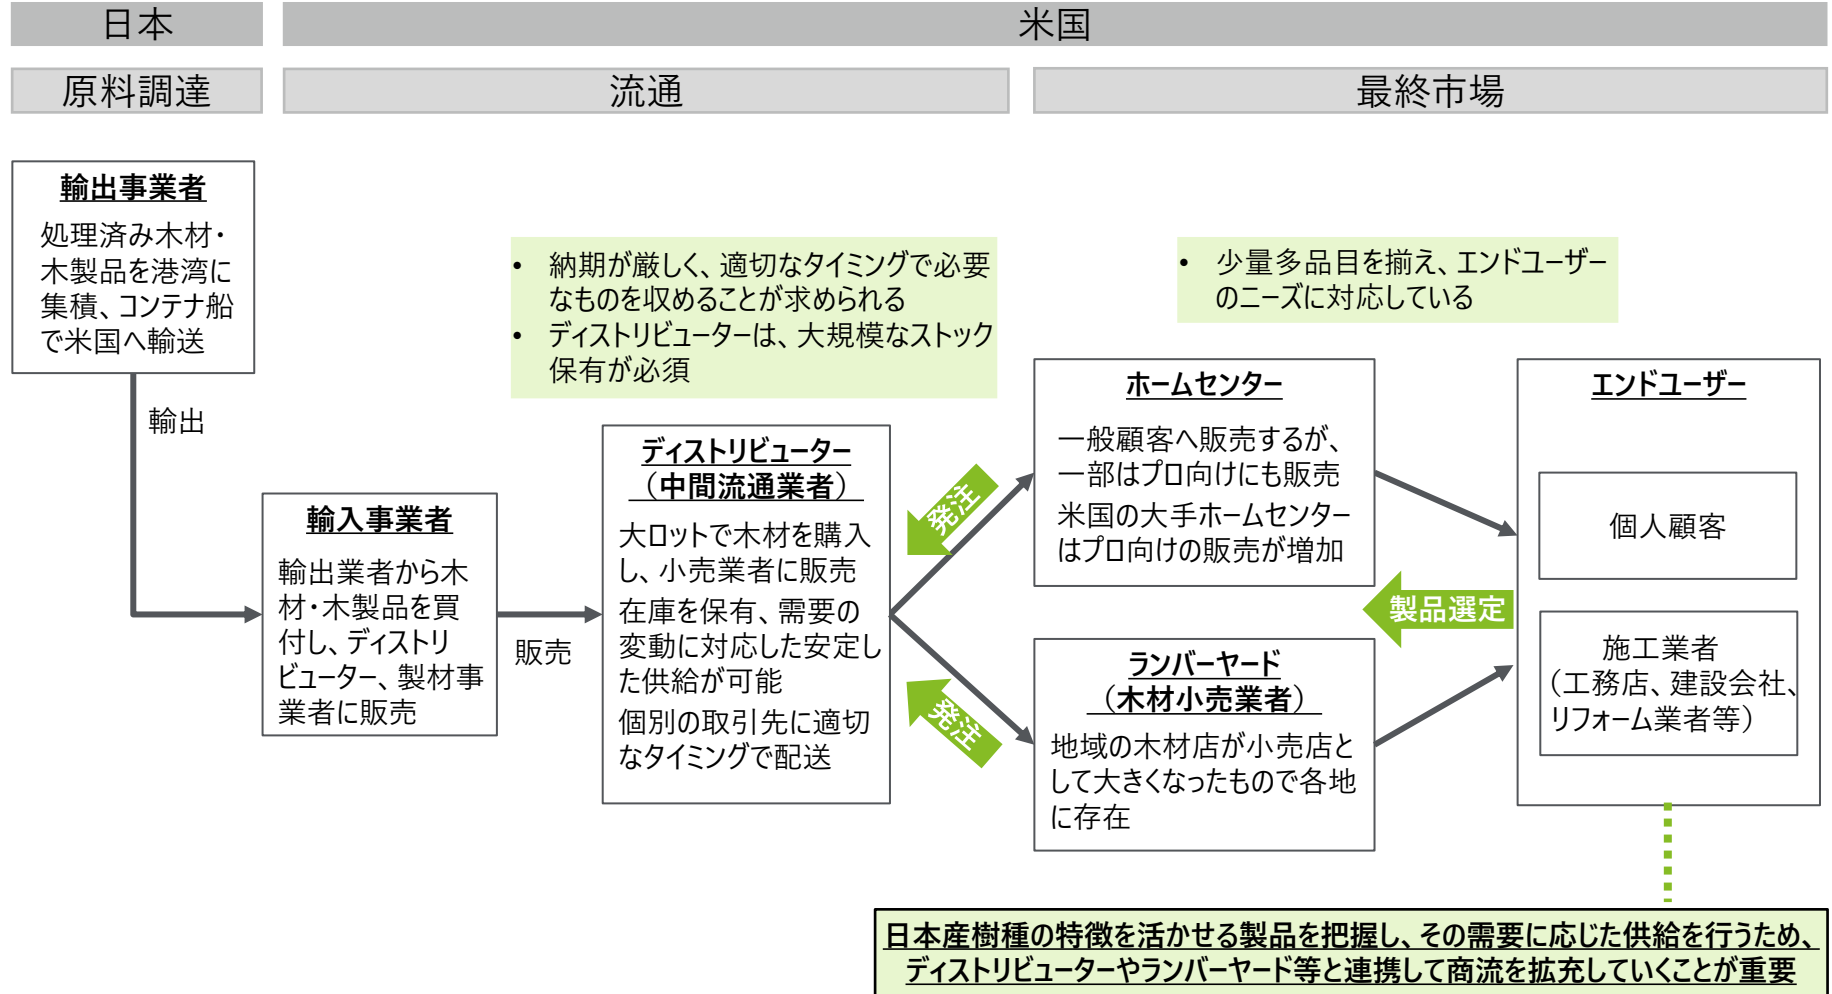 日本
米国
原料調達
流通
最終市場
輸出事業者
処理済み木材・
木製品を港湾に
集積、コンテナ船
で米国へ輸送
輸出
輸入事業者
輸出業者から木
材・木製品を買
付し、ディストリ
ビューター、製材事
業者に販売
販売
• 納期が厳しく、適切なタイミングで必要
なものを収めることが求められる
• ディストリビューターは、大規模なストック
保有が必須
ディストリビューター
（中間流通業者）
大ロットで木材を購入
し、小売業者に販売
在庫を保有、需要の
変動に対応した安定し
た供給が可能
個別の取引先に適切
なタイミングで配送
発注
発注
• 少量多品目を揃え、エンドユーザー
のニーズに対応している
ホームセンター
一般顧客へ販売するが、
一部はプロ向けにも販売
米国の大手ホームセンター
はプロ向けの販売が増加
ランバーヤード
（木材小売業者）
地域の木材店が小売店と
して大きくなったもので各地
に存在
製品選定
エンドユーザー
個人顧客
施工業者
（工務店、建設会社、
リフォーム業者等）
日本産樹種の特徴を活かせる製品を把握し、その需要に応じた供給を行うため、
ディストリビューターやランバーヤード等と連携して商流を拡充していくことが重要